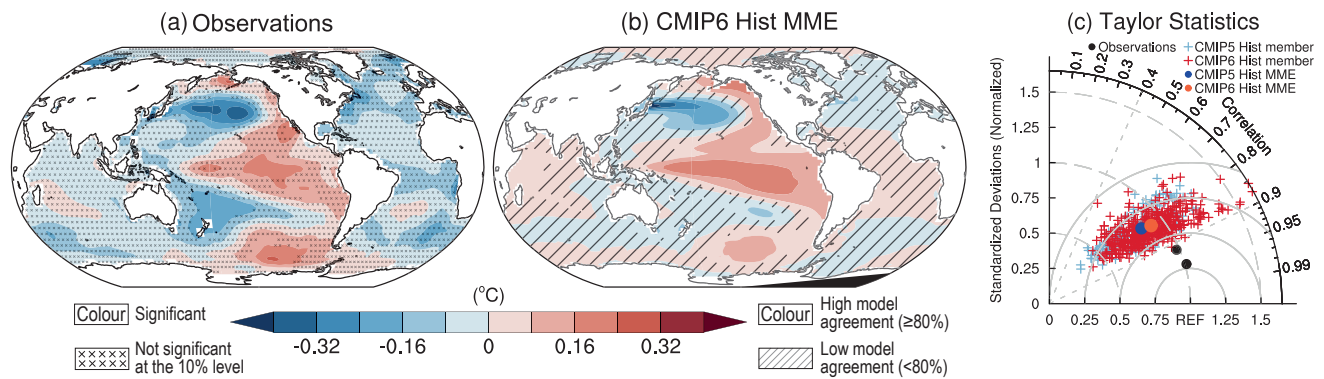 (a) Observations
(b) CMIP6 Hist MME
(c) Taylor Statistics
Observations
CMIP5 Hist member
CMIP6 Hist member
CMIP5 Hist MME
CMIP6 Hist MME
Standardized Deviations (Normalized)
1.5
1.25
1
0.75
0.5
0.25
0
0 0.25 0.5 0.75 REF 1.25 1.5
0.1 0.2 0.3 0.4 0.5 0.6 0.7 0.8 0.9 0.95 0.99
Correlation
(°C)
-0.32 -0.16 0 0.16 0.32
Colour Significant
Not significant
at the 10% level
Colour High model
agreement (≥80%)
Low model
agreement (<80%)